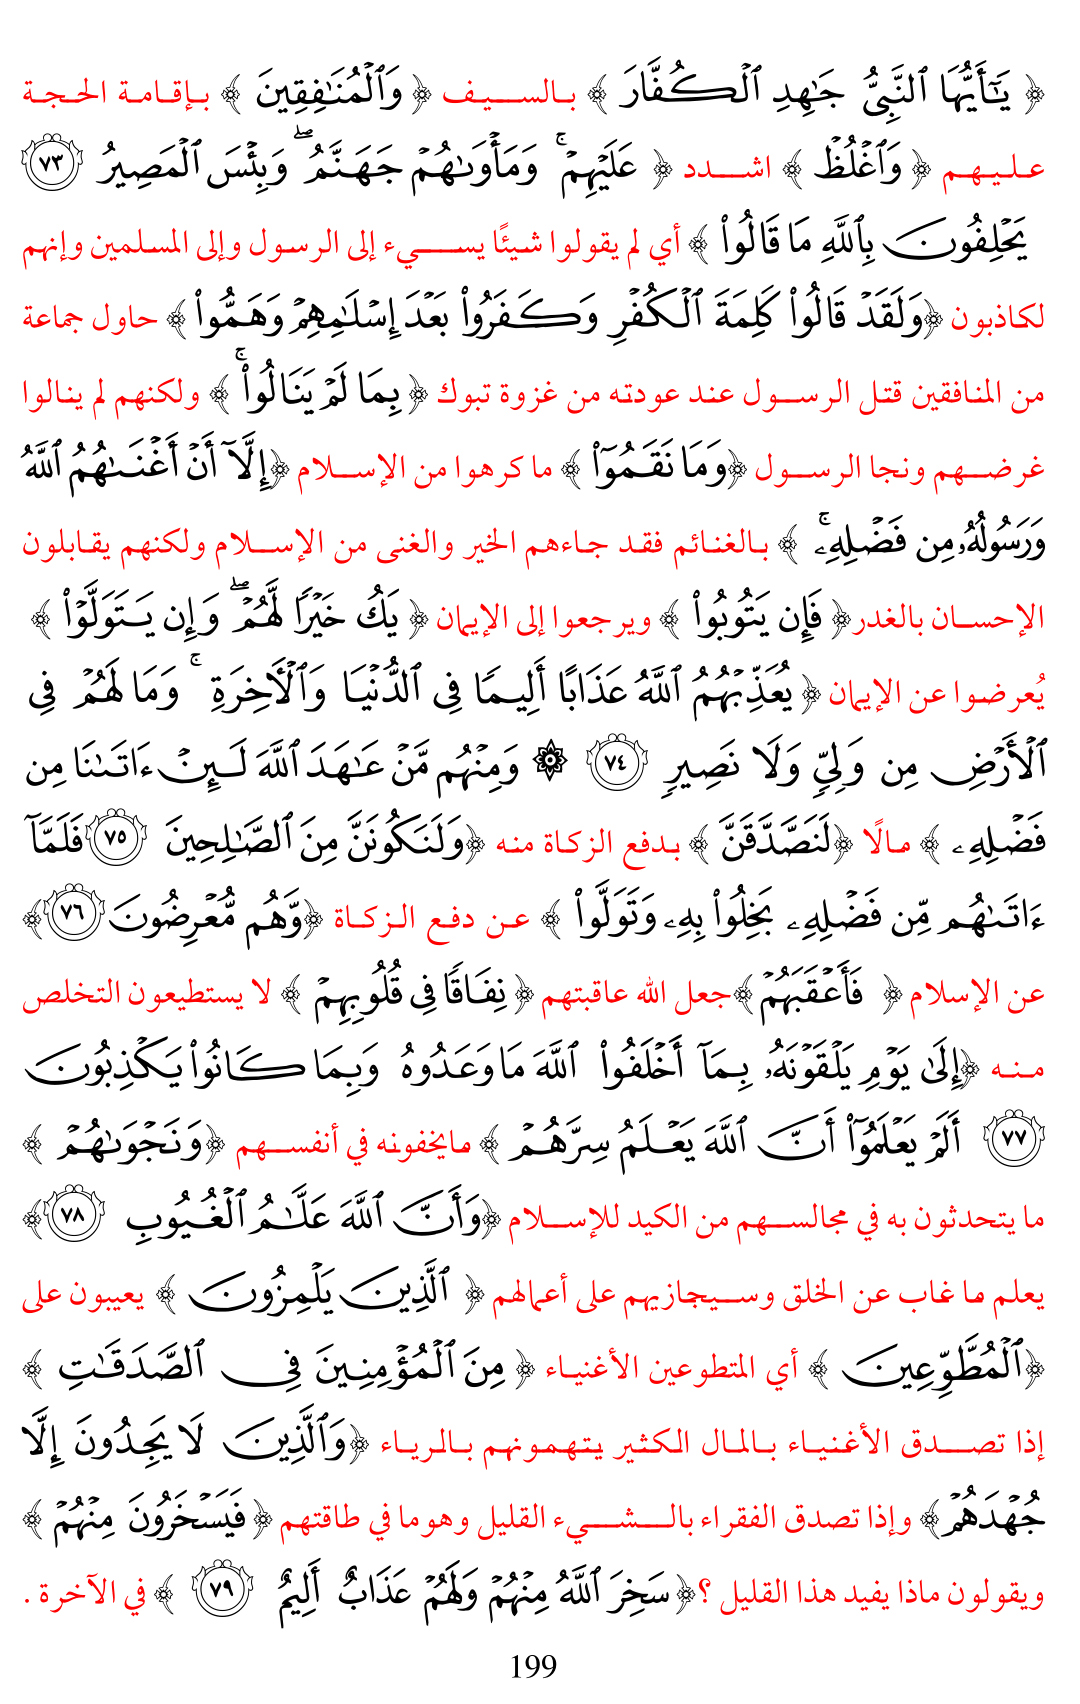 ﴿ يَـٰٓأَيُّهَا ٱلنَّبِىُّ جَـٰهِدِ ٱلْكُفَّارَ ﴾ بالسيف ﴿ وَٱلْمُنَـٰفِقِينَ ﴾ بإقامة الحجة
عليهم ﴿ وَٱغْلُظْ ﴾ اشدد ﴿ عَلَيْهِمْ ۚ وَمَأْوَىٰهُمْ جَهَنَّمُ ۖ وَبِئْسَ ٱلْمَصِيرُ ٧٣
يَحْلِفُونَ بِٱللَّهِ مَا قَالُوا۟ ﴾ أي لم يقولوا شيئًا يسيء إلى الرسول وإلى المسلمين وإنهم
لكاذبون ﴿وَلَقَدْ قَالُوا۟ كَلِمَةَ ٱلْكُفْرِ وَكَفَرُوا۟ بَعْدَ إِسْلَـٰمِهِمْ وَهَمُّوا۟ ﴾ حاول جماعة
من المنافقين قتل الرسول عند عودته من غزوة تبوك ﴿ بِمَا لَمْ يَنَالُوا۟ ۚ ﴾ ولكنهم لم ينالوا
غرضهم ونجا الرسول ﴿وَمَا نَقَمُوٓا۟ ﴾ ما كرهوا من الإسلام ﴿إِلَّآ أَنْ أَغْنَىٰهُمُ ٱللَّهُ
وَرَسُولُهُۥ مِن فَضْلِهِۦ ۚ ﴾ بالغنائم فقد جاءهم الخير والغنى من الإسلام ولكنهم يقابلون
الإحسان بالغدر﴿ فَإِن يَتُوبُوا۟ ﴾ ويرجعوا إلى الإيمان ﴿ يَكُ خَيْرًا لَّهُمْ ۖ وَإِن يَتَوَلَّوْا۟ ﴾
يُعرضوا عن الإيمان ﴿ يُعَذِّبْهُمُ ٱللَّهُ عَذَابًا أَلِيمًا فِى ٱلدُّنْيَا وَٱلْـَٔاخِرَةِ ۚ وَمَا لَهُمْ فِى
ٱلْأَرْضِ مِن وَلِىٍّ وَلَا نَصِيرٍ ٧٤ ۞ وَمِنْهُم مَّنْ عَـٰهَدَ ٱللَّهَ لَئِنْ ءَاتَىٰنَا مِن
فَضْلِهِۦ ﴾ مالًا ﴿لَنَصَّدَّقَنَّ ﴾ بدفع الزكاة منه ﴿وَلَنَكُونَنَّ مِنَ ٱلصَّـٰلِحِينَ ٧٥ فَلَمَّآ
ءَاتَىٰهُم مِّن فَضْلِهِۦ بَخِلُوا۟ بِهِۦ وَتَوَلَّوا۟ ﴾ عن دفع الزكاة ﴿وَّهُم مُّعْرِضُونَ ٧٦﴾
عن الإسلام ﴿ فَأَعْقَبَهُمْ ﴾جعل الله عاقبتهم ﴿ نِفَاقًا فِى قُلُوبِهِمْ ﴾ لا يستطيعون التخلص
منه ﴿إِلَىٰ يَوْمِ يَلْقَوْنَهُۥ بِمَآ أَخْلَفُوا۟ ٱللَّهَ مَا وَعَدُوهُ وَبِمَا كَانُوا۟ يَكْذِبُونَ
٧٧ أَلَمْ يَعْلَمُوٓا۟ أَنَّ ٱللَّهَ يَعْلَمُ سِرَّهُمْ ﴾ مايخفونه في أنفسهم ﴿وَنَجْوَىٰهُمْ ﴾
ما يتحدثون به في مجالسهم من الكيد للإسلام ﴿وَأَنَّ ٱللَّهَ عَلَّـٰمُ ٱلْغُيُوبِ ٧٨﴾
يعلم ما غاب عن الخلق وسيجازيهم على أعمالهم ﴿ ٱلَّذِينَ يَلْمِزُونَ ﴾ يعيبون على
﴿ٱلْمُطَّوِّعِينَ ﴾ أي المتطوعين الأغنياء ﴿ مِنَ ٱلْمُؤْمِنِينَ فِى ٱلصَّدَقَـٰتِ ﴾
إذا تصدق الأغنياء بالمال الكثير يتهمونهم بالرياء ﴿وَٱلَّذِينَ لَا يَجِدُونَ إِلَّا
جُهْدَهُمْ﴾ وإذا تصدق الفقراء بالشيء القليل وهوما في طاقتهم ﴿ فَيَسْخَرُونَ مِنْهُمْ ﴾
ويقولون ماذا يفيد هذا القليل ؟﴿ سَخِرَ ٱللَّهُ مِنْهُمْ وَلَهُمْ عَذَابٌ أَلِيمٌ ٧٩ ﴾ في الآخرة .
199